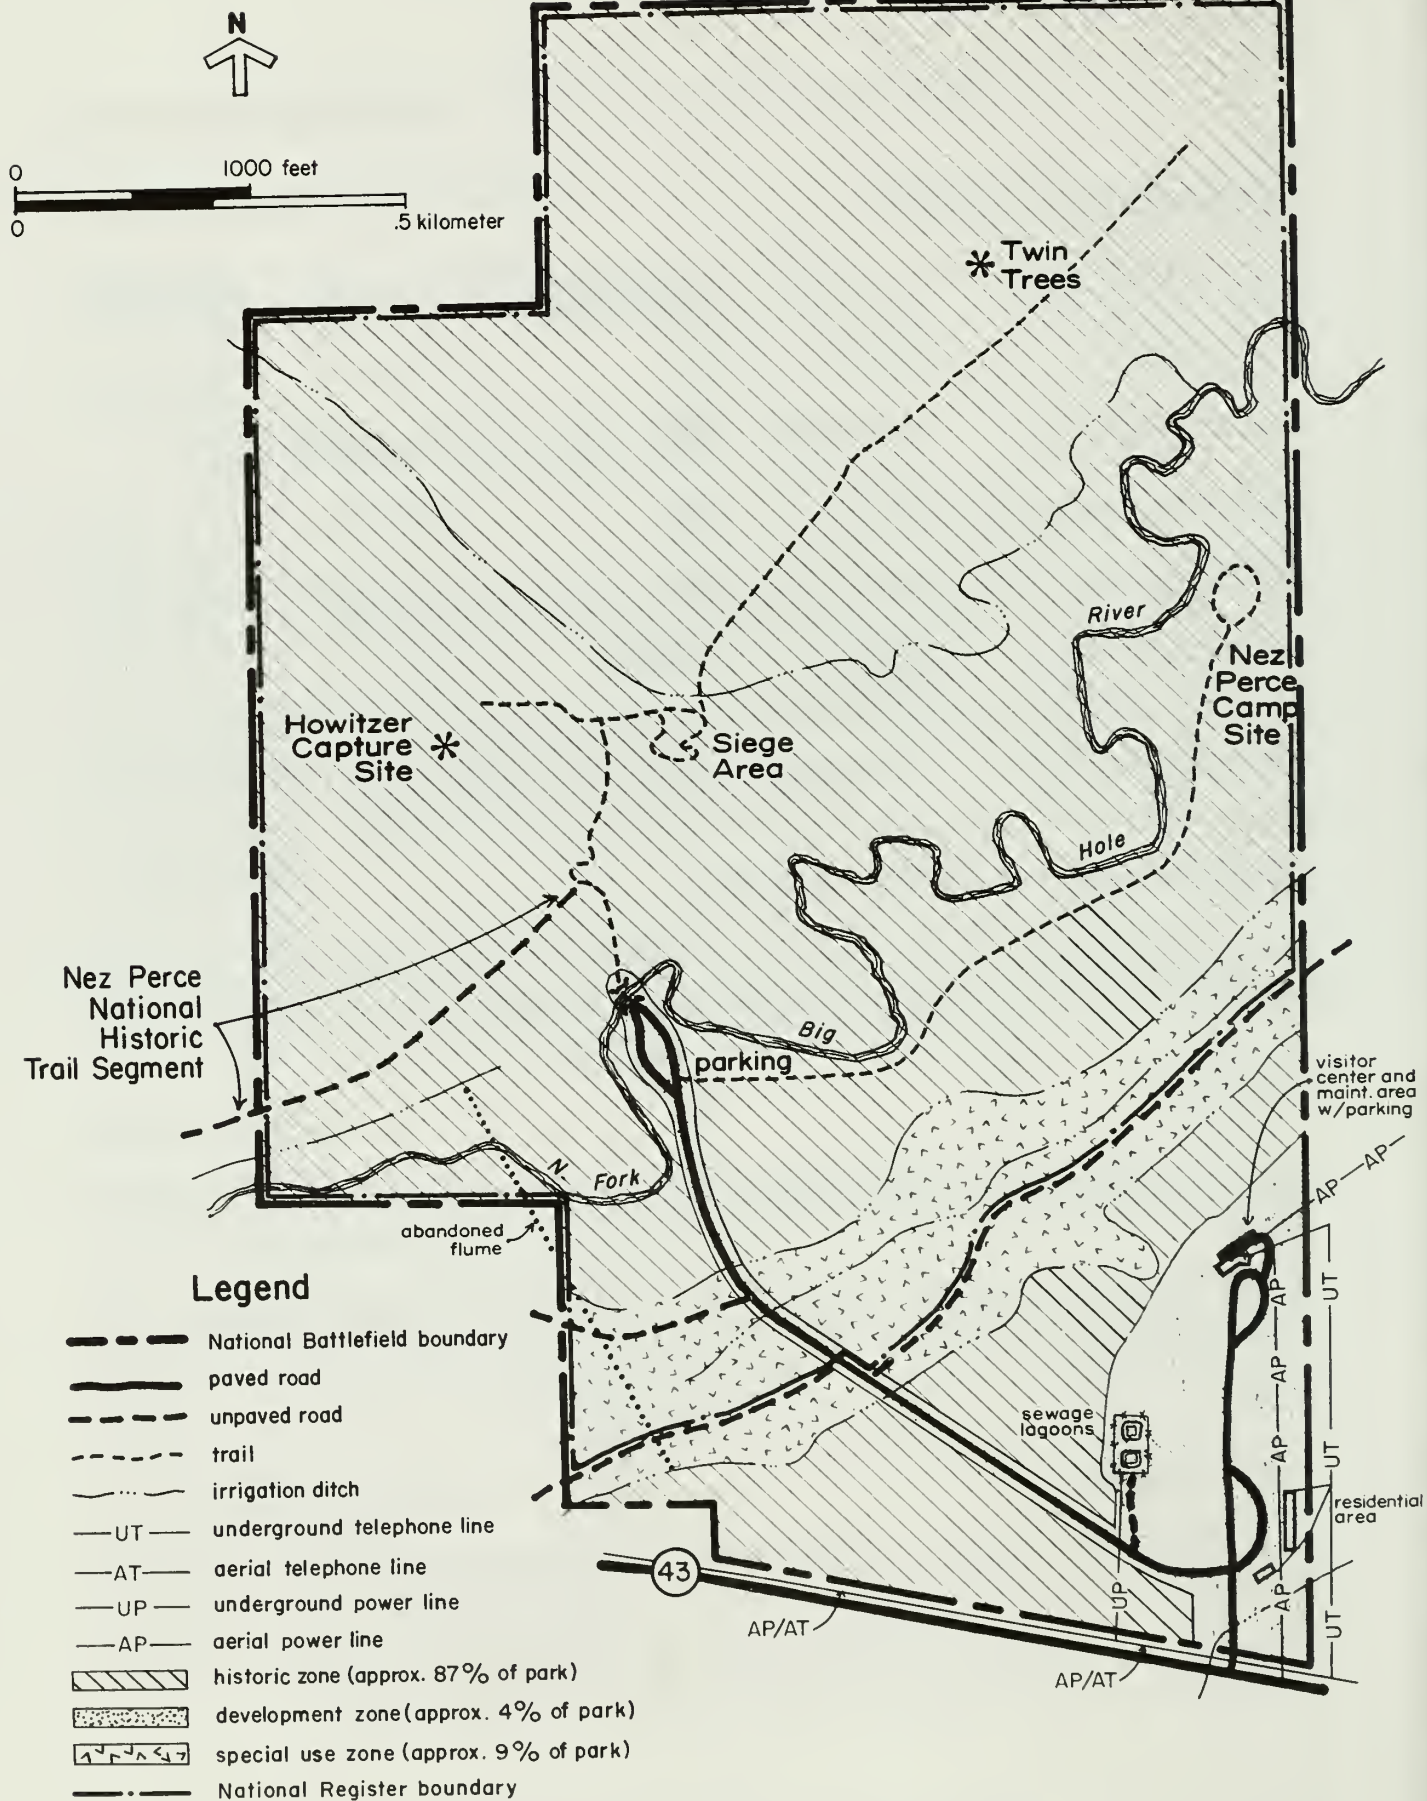 N
0
1000 feet
0
.5 kilometer
Twin
Trees
River
Nez
Perce
Camp
Site
Howitzer
Capture
Site
Siege
Area
Hole
Nez Perce
National
Historic
Trail Segment
Big
parking
visitor
center and
maint. area
w/parking
AP
AP
N
Fork
abandoned
flume
AP
UT
AP
sewage
lagoons
AP
UT
residential
area
43
UP
AP
UT
AP/AT
AP/AT
Legend
National Battlefield boundary
paved road
unpaved road
trail
irrigation ditch
UT underground telephone line
AT aerial telephone line
UP underground power line
AP aerial power line
historic zone (approx. 87% of park)
development zone (approx. 4% of park)
special use zone (approx. 9% of park)
National Register boundary